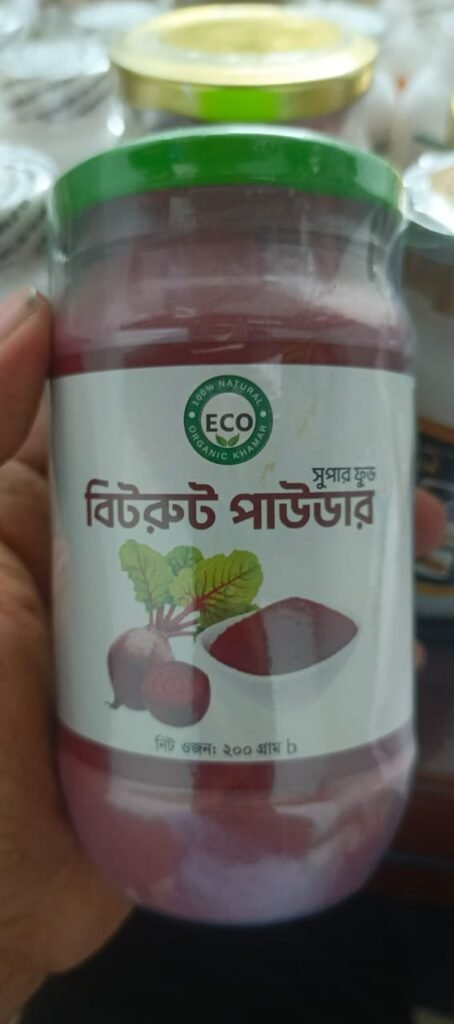 100% NATURAL
ECO
ORGANIC KHAMAR
সুপার ফুড
বিটরুট পাউডার
নিট ওজন: ২০০ গ্রাম b